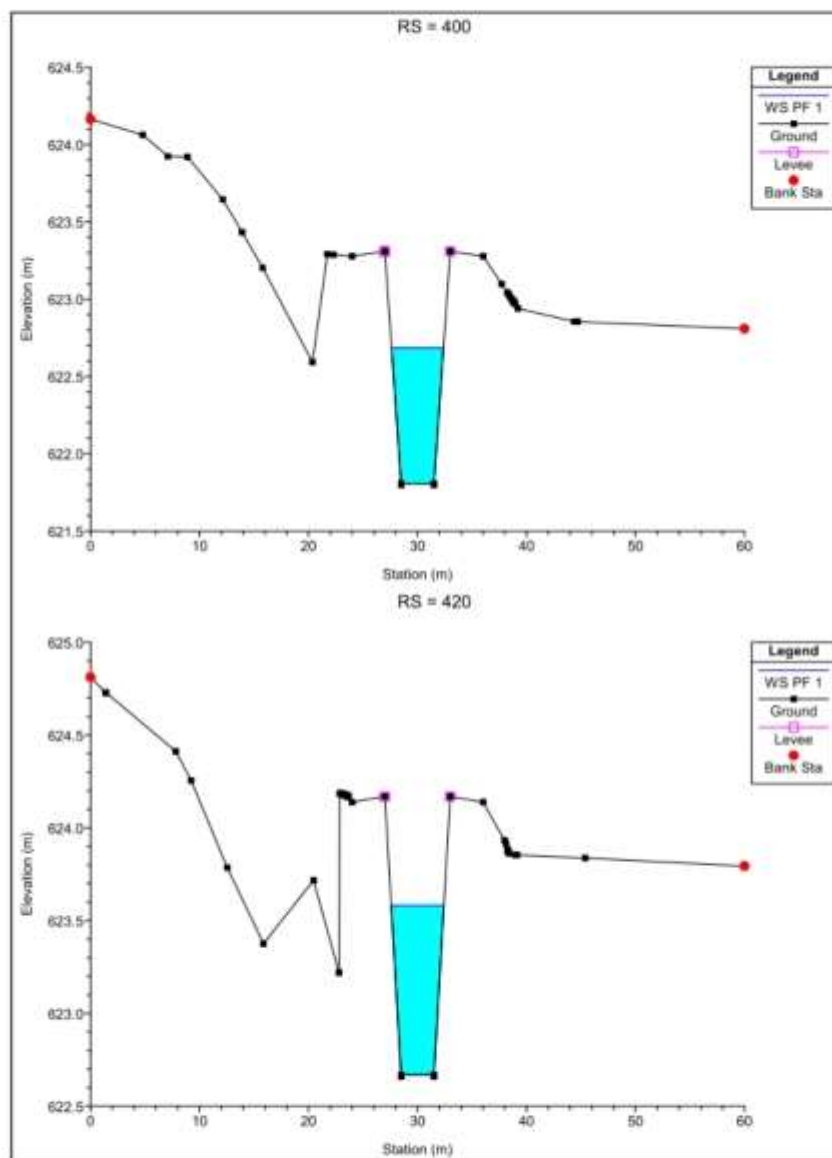 RS = 400
624.5
624.0
623.5
623.0
622.5
622.0
621.5
Elevation (m)
0 10 20 30 40 50 60
Station (m)
Legend
WS PF 1
Ground
Levee
Bank Sta
RS = 420
625.0
624.5
624.0
623.5
623.0
622.5
Elevation (m)
0 10 20 30 40 50 60
Station (m)
Legend
WS PF 1
Ground
Levee
Bank Sta